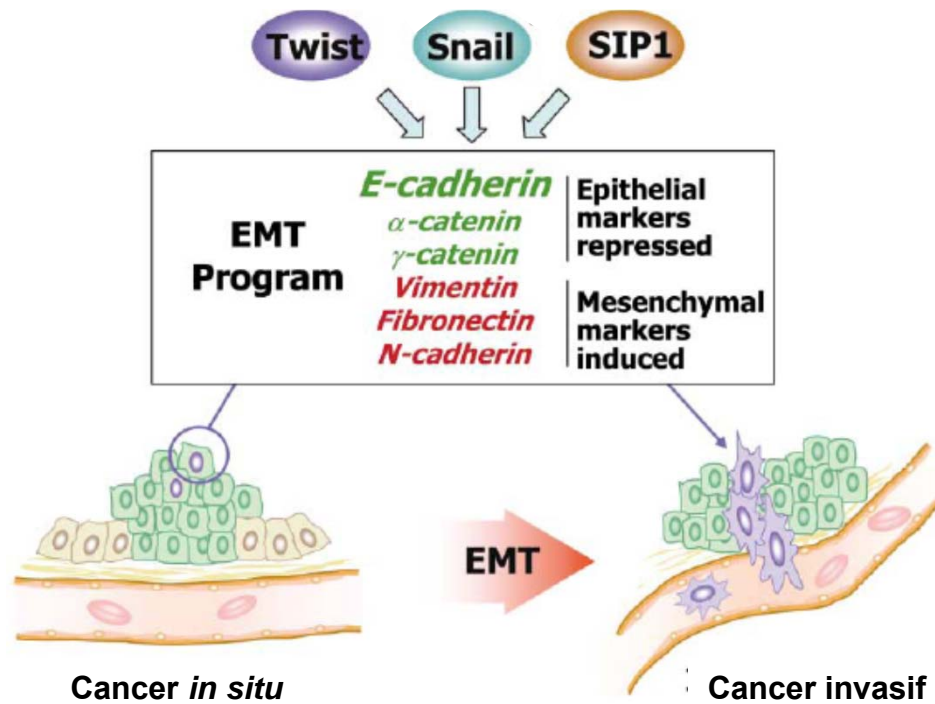 Twist Snail SIP1
EMT
Program
E-cadherin
α-catenin
γ-catenin
Vimentin
Fibronectin
N-cadherin
Epithelial
markers
repressed
Mesenchymal
markers
induced
EMT
Cancer in situ
Cancer invasif